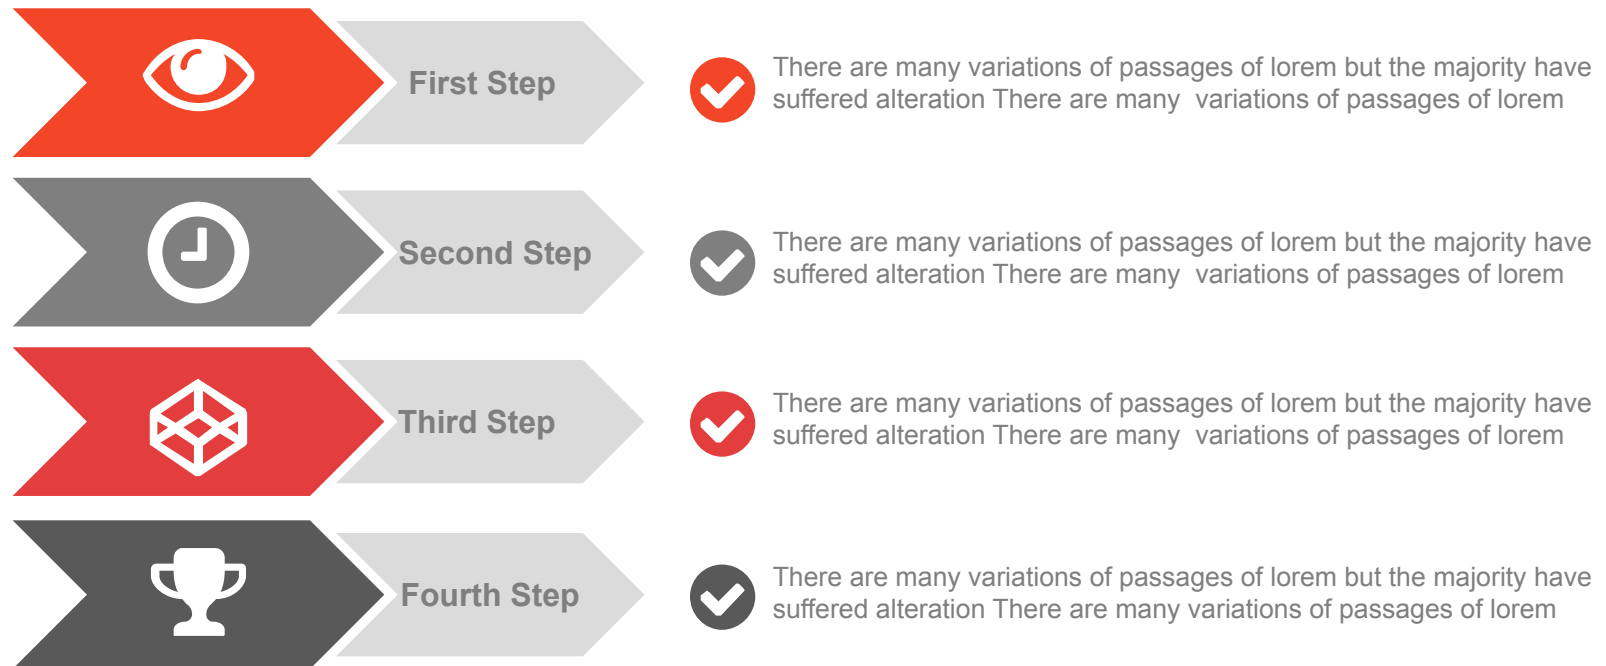 First Step
There are many variations of passages of lorem but the majority have
suffered alteration There are many  variations of passages of lorem
Second Step
There are many variations of passages of lorem but the majority have
suffered alteration There are many  variations of passages of lorem
Third Step
There are many variations of passages of lorem but the majority have
suffered alteration There are many  variations of passages of lorem
Fourth Step
There are many variations of passages of lorem but the majority have
suffered alteration There are many variations of passages of lorem